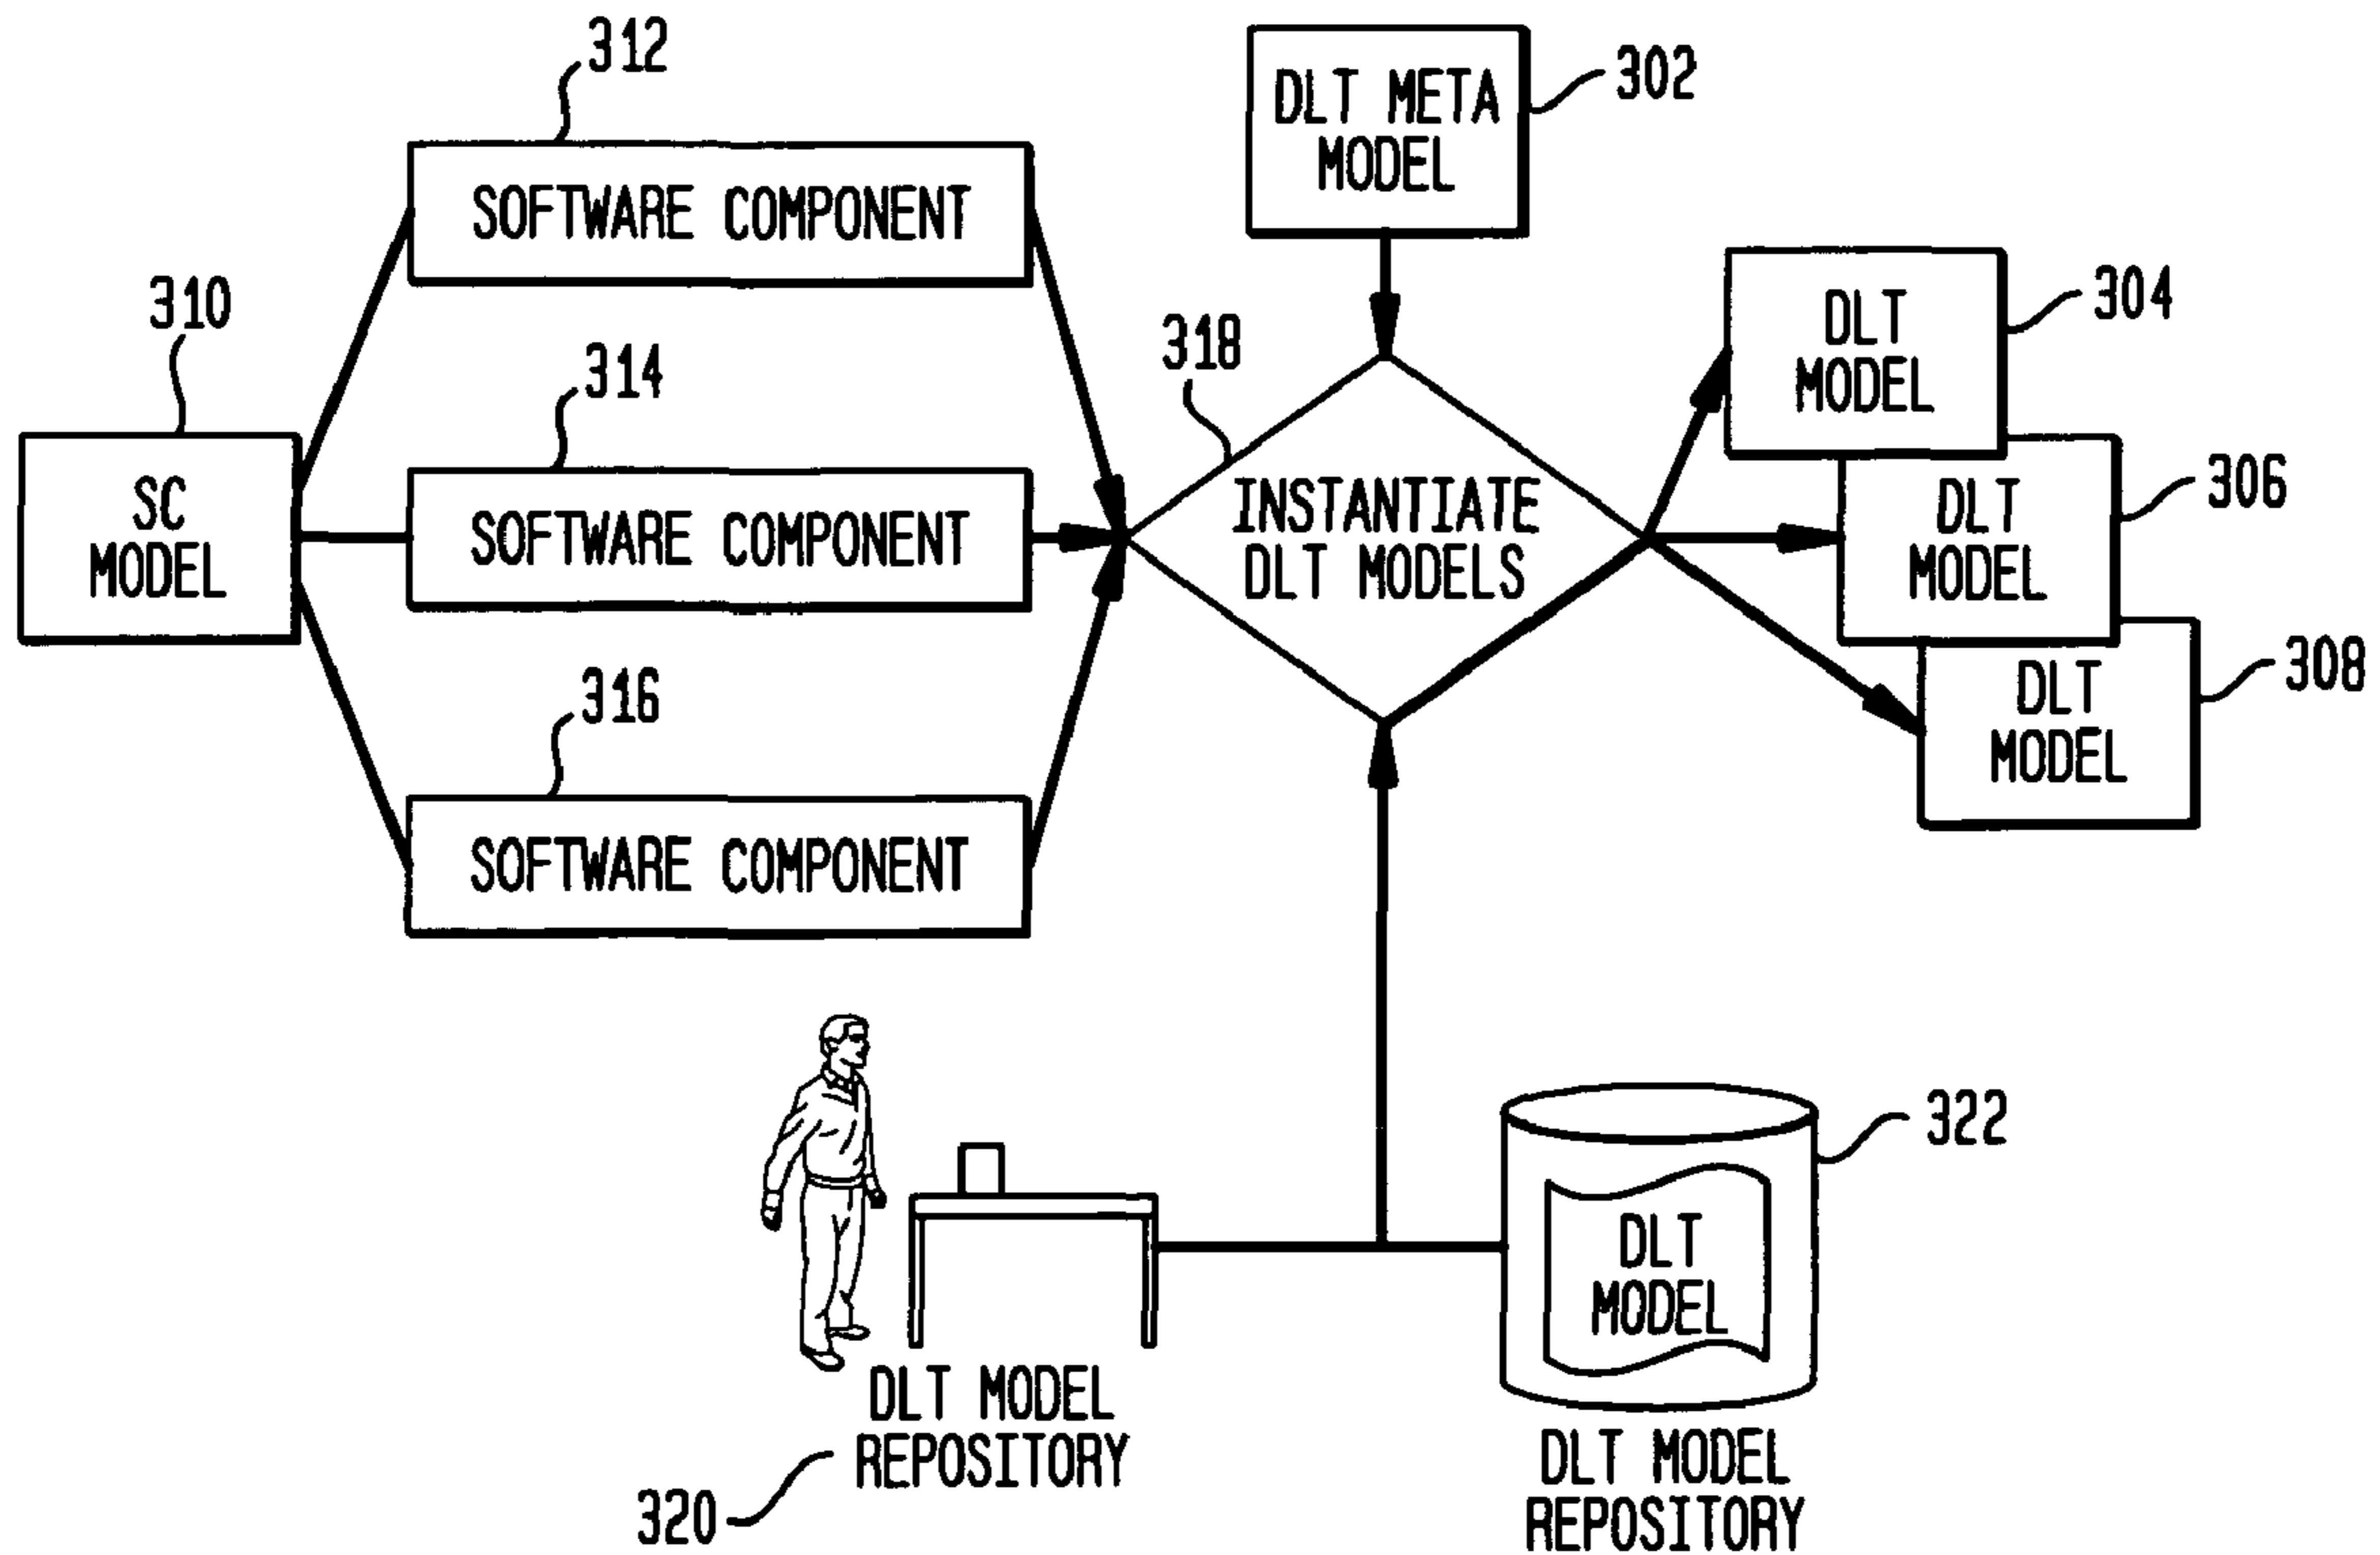 312
SOFTWARE COMPONENT
310
SC
MODEL
314
SOFTWARE COMPONENT
316
SOFTWARE COMPONENT
DLT META
MODEL
302
318
INSTANTIATE
DLT MODELS
DLT
MODEL
304
DLT
MODEL
306
DLT
MODEL
308
DLT MODEL
REPOSITORY
320
322
DLT
MODEL
DLT MODEL
REPOSITORY